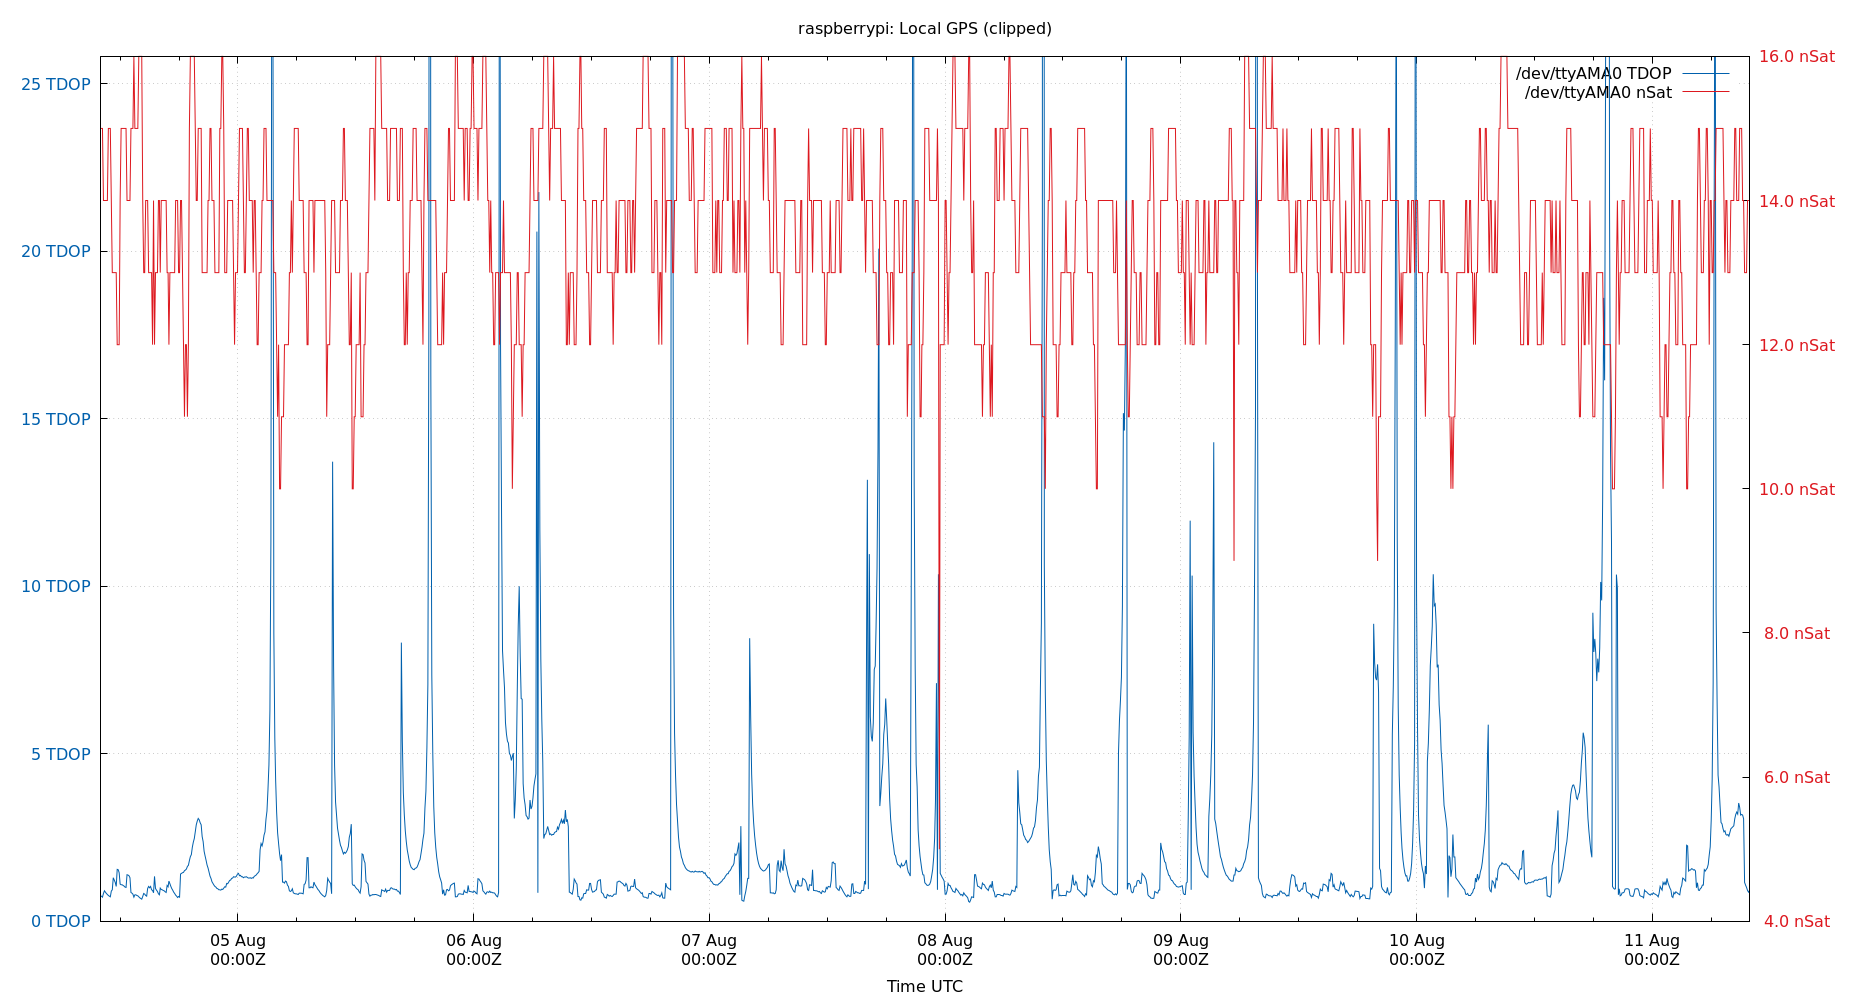 raspberrypi: Local GPS (clipped)
25 TDOP
20 TDOP
15 TDOP
10 TDOP
5 TDOP
0 TDOP
16.0 nSat
14.0 nSat
12.0 nSat
10.0 nSat
8.0 nSat
6.0 nSat
4.0 nSat
/dev/ttyAMA0 TDOP
/dev/ttyAMA0 nSat
05 Aug
00:00Z
06 Aug
00:00Z
07 Aug
00:00Z
08 Aug
00:00Z
09 Aug
00:00Z
10 Aug
00:00Z
11 Aug
00:00Z
Time UTC